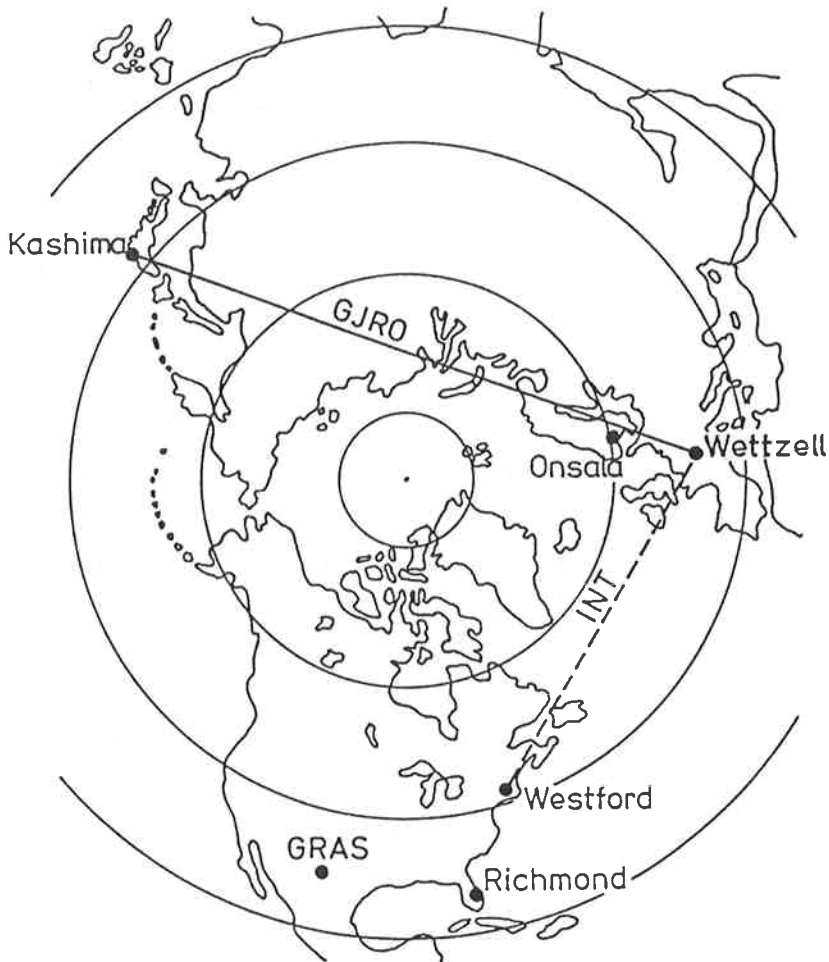 Kashima
GJRO
Onsala
Wettzell
INT
Westford
GRAS
Richmond